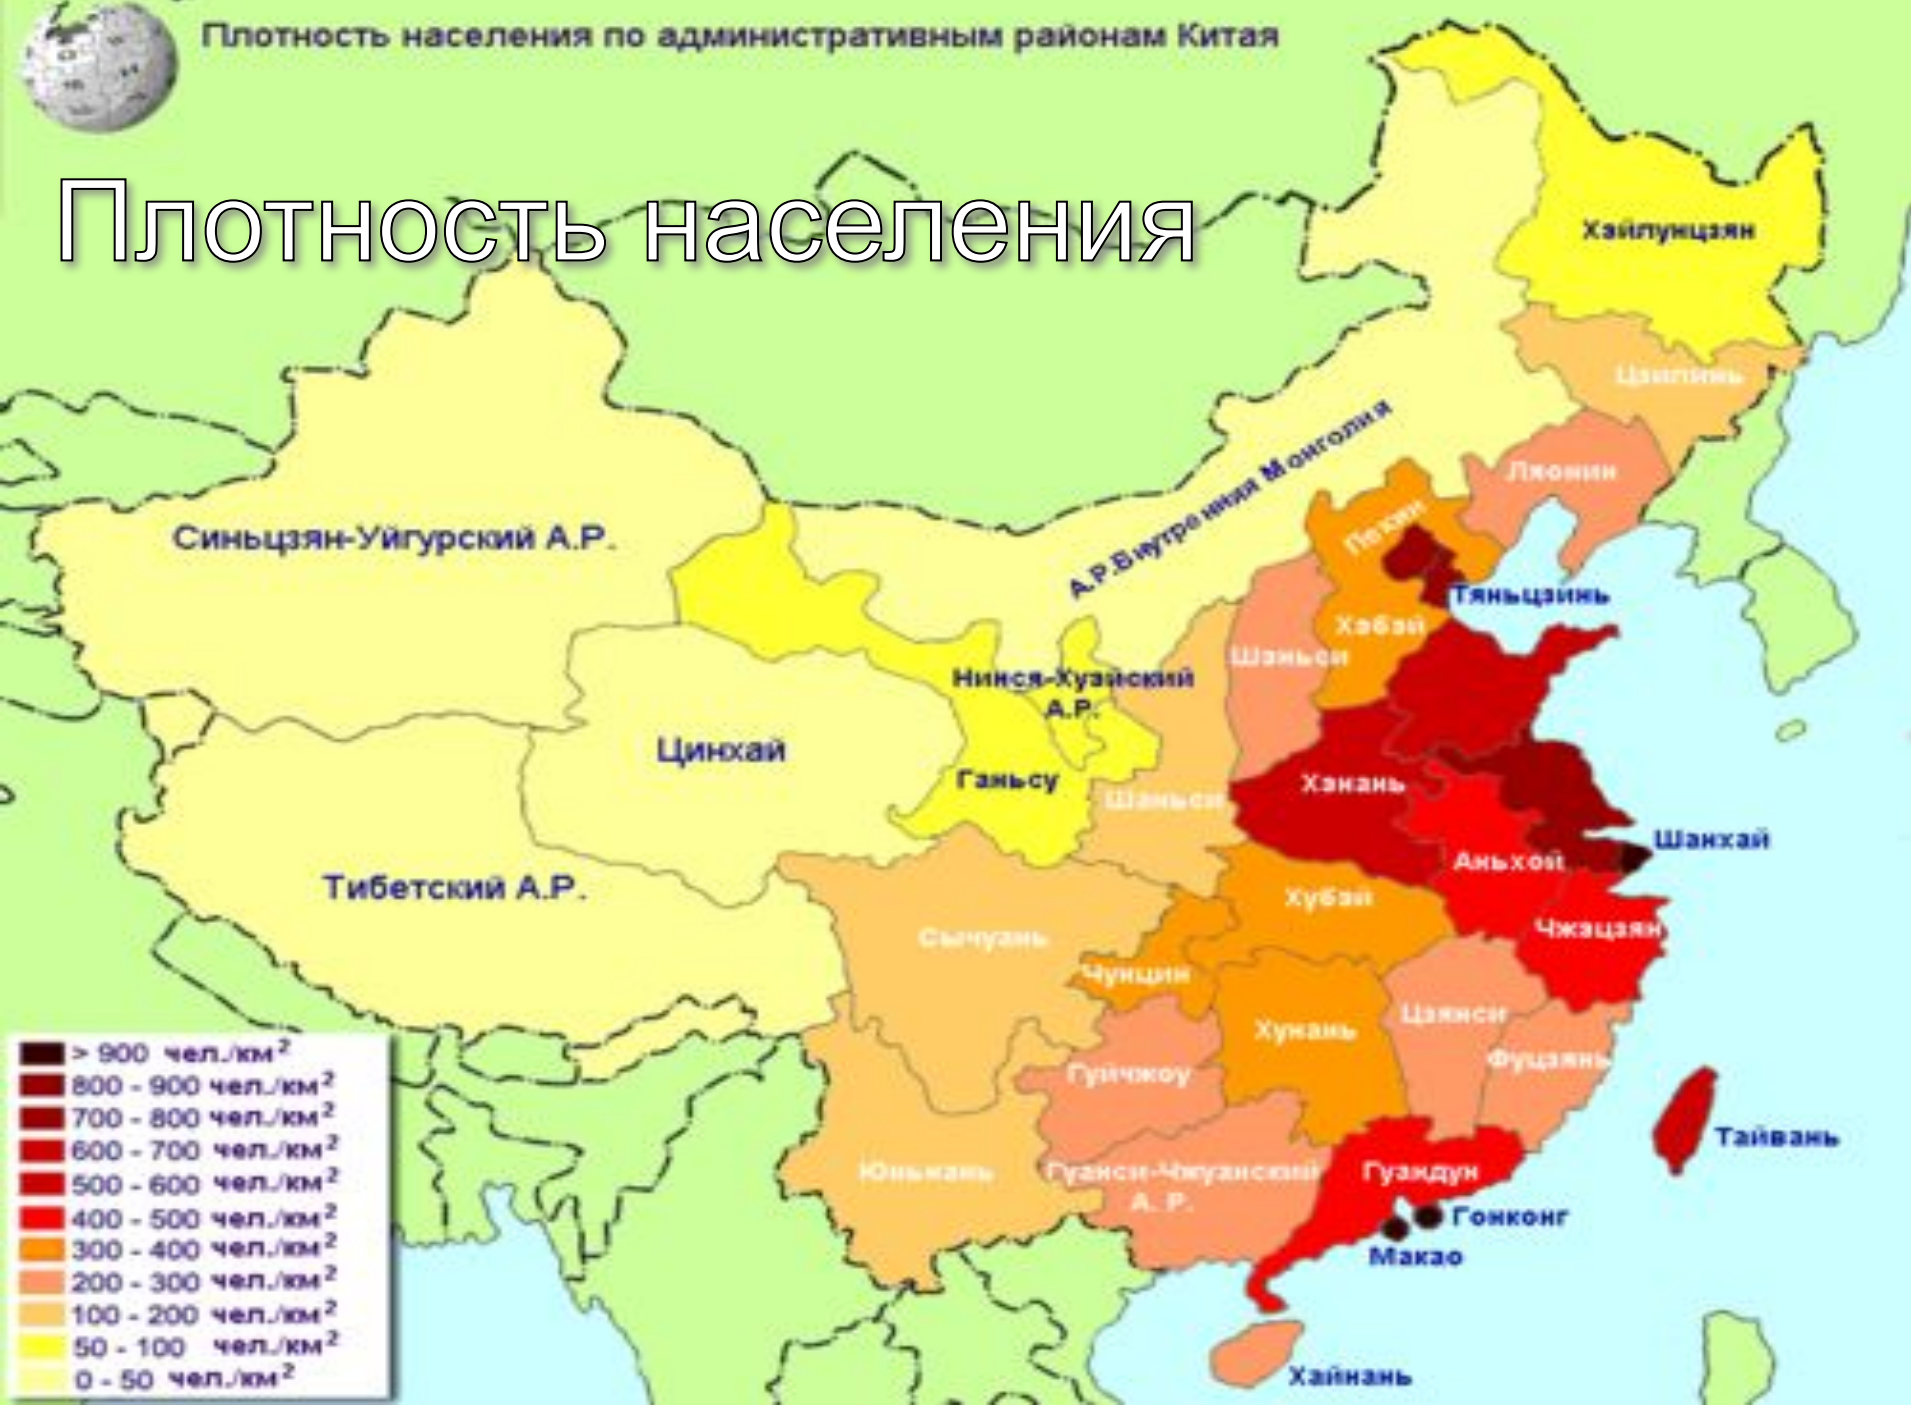 Плотность населения по административным районам Китая
Плотность населения
Хэйлунцзян
Цзилинь
Ляонин
А.Р.Внутренняя Монголия
Пекин
Тяньцзинь
Синьцзян-Уйгурский А.Р.
Хэбэй
Шэньси
Нинся-Хуэйский
А.Р.
Цинхай
Ганьсу
Шаньси
Хэнань
Шанхай
Аньхой
Тибетский А.Р.
Хубэй
Чжэцзян
Сычуань
Чунцин
Цзянси
Хунань
Фуцзянь
Гуйчжоу
Тайвань
Юньнань
Гуанси-Чжуанский
А. Р.
Гуандун
Гонконг
Макао
Хайнань
> 900 чел./км²
800 - 900 чел./км²
700 - 800 чел./км²
600 - 700 чел./км²
500 - 600 чел./км²
400 - 500 чел./км²
300 - 400 чел./км²
200 - 300 чел./км²
100 - 200 чел./км²
50 - 100 чел./км²
0 - 50 чел./км²